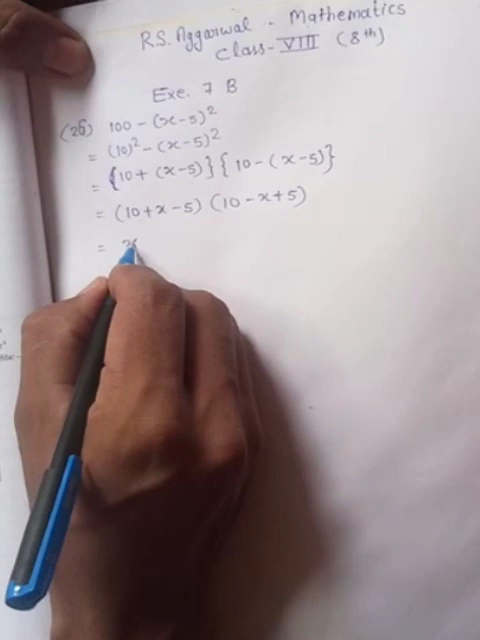 R.S. Aggarwal - Mathematics
Class - VIII (8th)
Exe. 7 B
(26) 100 - (x-5)²
= (10)² - (x-5)²
= {10 + (x-5)} {10 - (x-5)}
= (10+x-5) (10-x+5)
= x